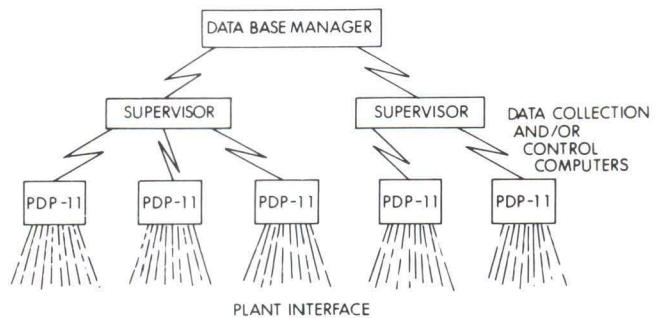 DATA BASE MANAGER
SUPERVISOR
SUPERVISOR
DATA COLLECTION
AND/OR
CONTROL
COMPUTERS
PDP-11
PDP-11
PDP-11
PDP-11
PDP-11
PLANT INTERFACE